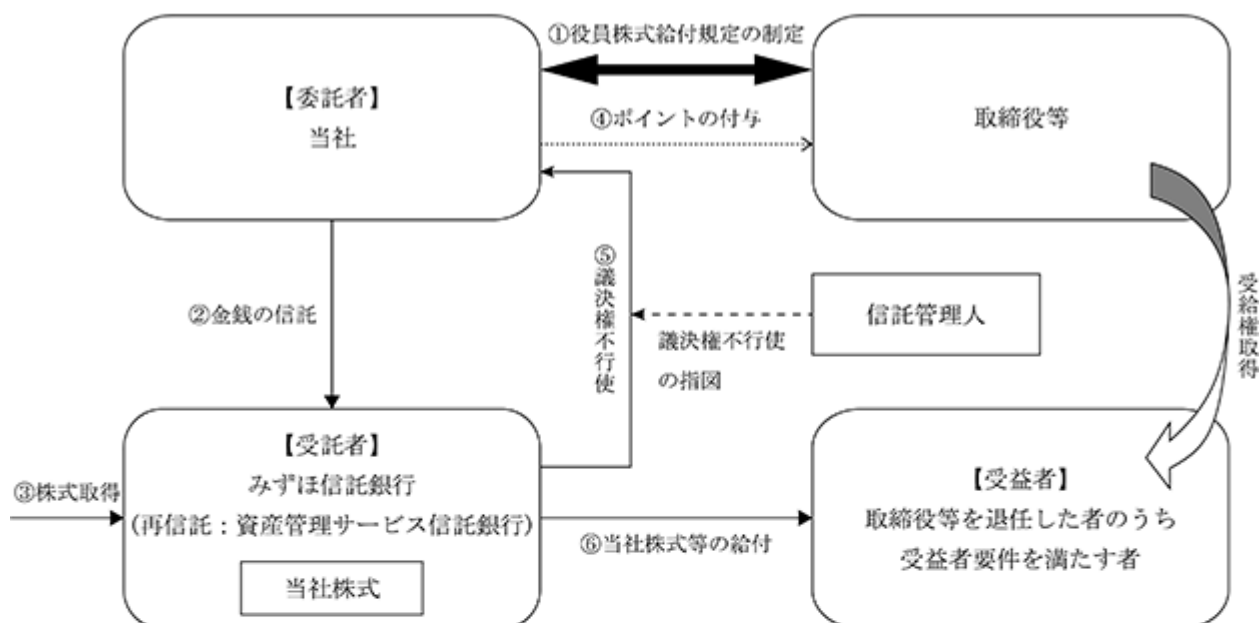 ①役員株式給付規定の制定
【委託者】
当社
④ポイントの付与
取締役等
②金銭の信託
⑤議決権不行使
議決権不行使
の指図
信託管理人
受給権取得
③株式取得
【受託者】
みずほ信託銀行
(再信託：資産管理サービス信託銀行)
当社株式
⑥当社株式等の給付
【受益者】
取締役等を退任した者のうち
受益者要件を満たす者